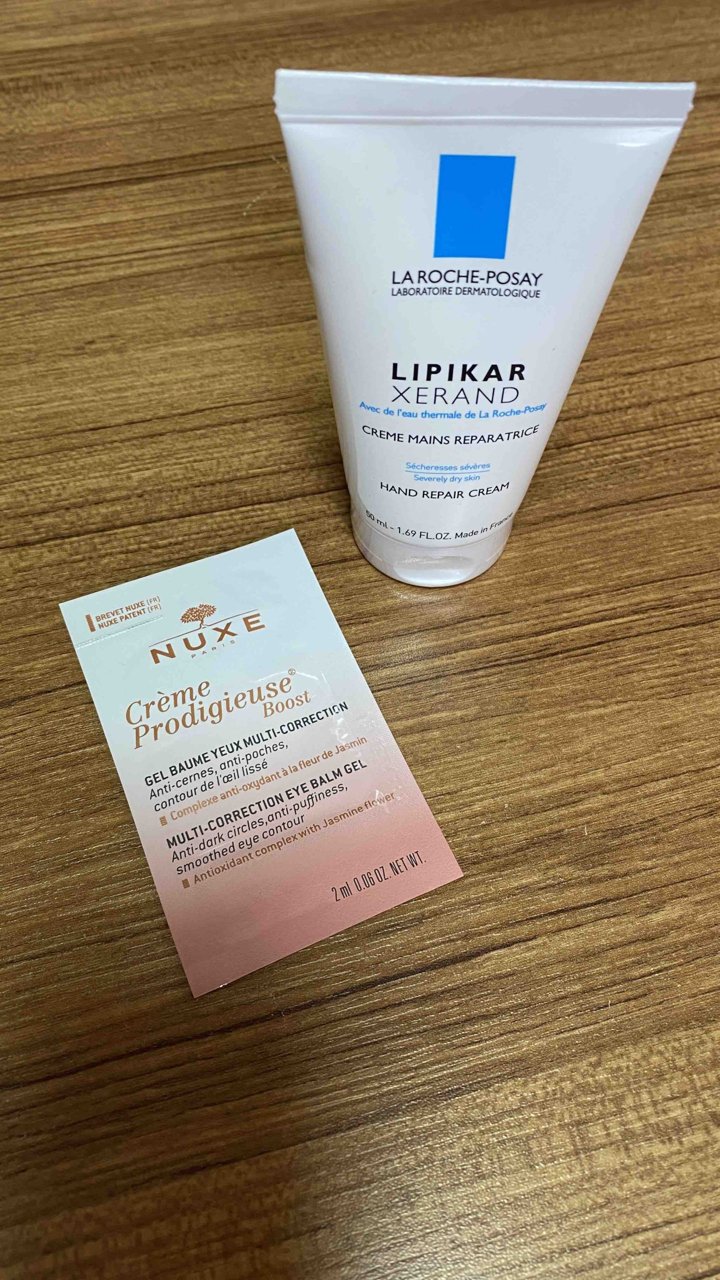 LA ROCHE-POSAY
LABORATOIRE DERMATOLOGIQUE
LIPIKAR
XERAND
Avec de l'eau thermale de La Roche-Posay
CREME MAINS REPARATRICE
Sécheresses sévères
Severely dry skin
HAND REPAIR CREAM
50 ml - 1.69 FL.OZ. Made in France
BREVET NUXE (FR)
NUXE PATENT (FR)
NUXE
PARIS
Crème
Prodigieuse®
Boost
GEL BAUME YEUX MULTI-CORRECTION
Anti-cernes, anti-poches,
contour de l'œil lissé
Complexe anti-oxydant à la fleur de Jasmin
MULTI-CORRECTION EYE BALM GEL
Anti-dark circles, anti-puffiness,
smoothed eye contour
Antioxidant complex with Jasmine flower
2 ml 0.06 OZ. NET WT.